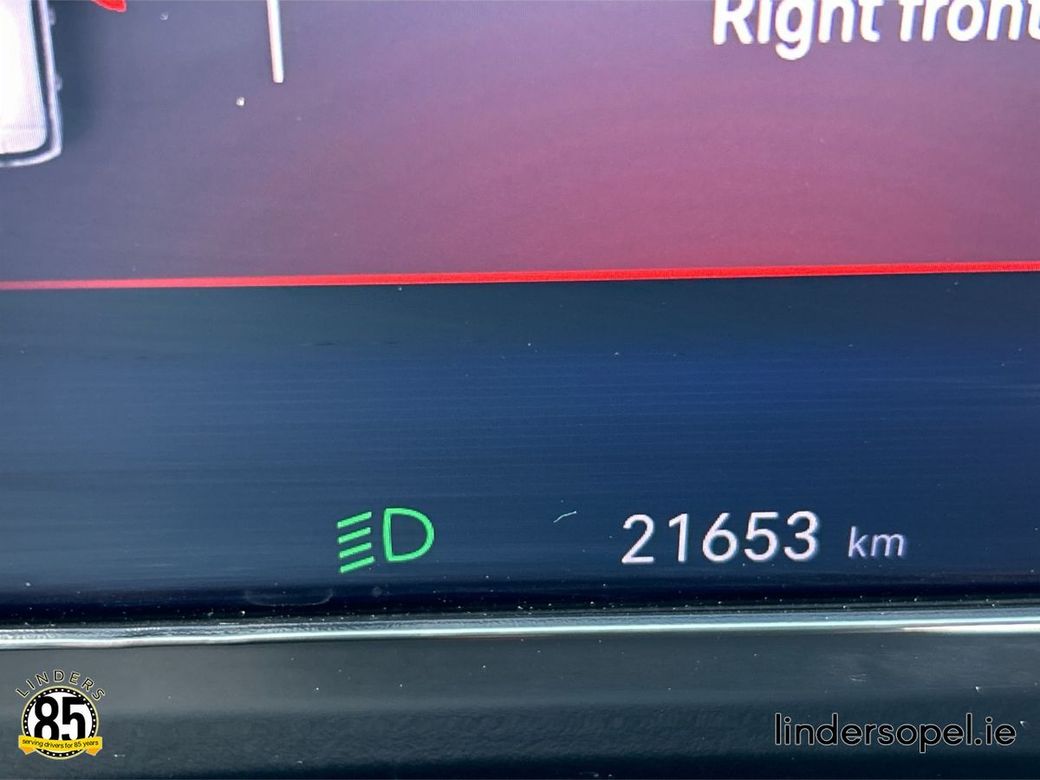 Right front
21653 km
LINDERS
85
serving drivers for 85 years
lindersopel.ie